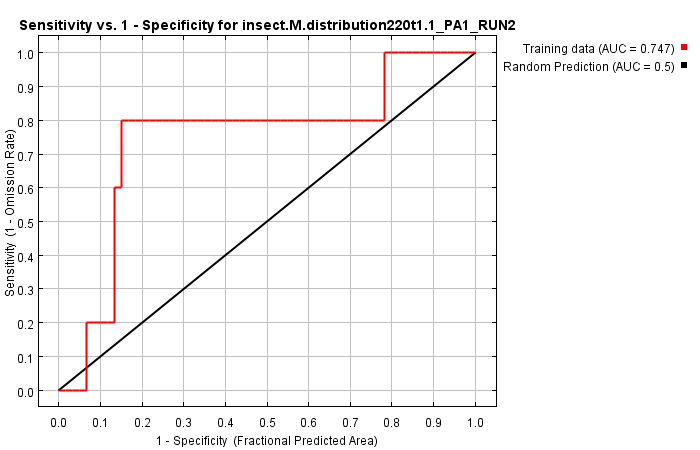 Sensitivity vs. 1 - Specificity for insect.M.distribution220t1.1_PA1_RUN2
Training data (AUC = 0.747)
Random Prediction (AUC = 0.5)
Sensitivity (1 - Omission Rate)
1.0
0.9
0.8
0.7
0.6
0.5
0.4
0.3
0.2
0.1
0.0
0.0 0.1 0.2 0.3 0.4 0.5 0.6 0.7 0.8 0.9 1.0
1 - Specificity (Fractional Predicted Area)